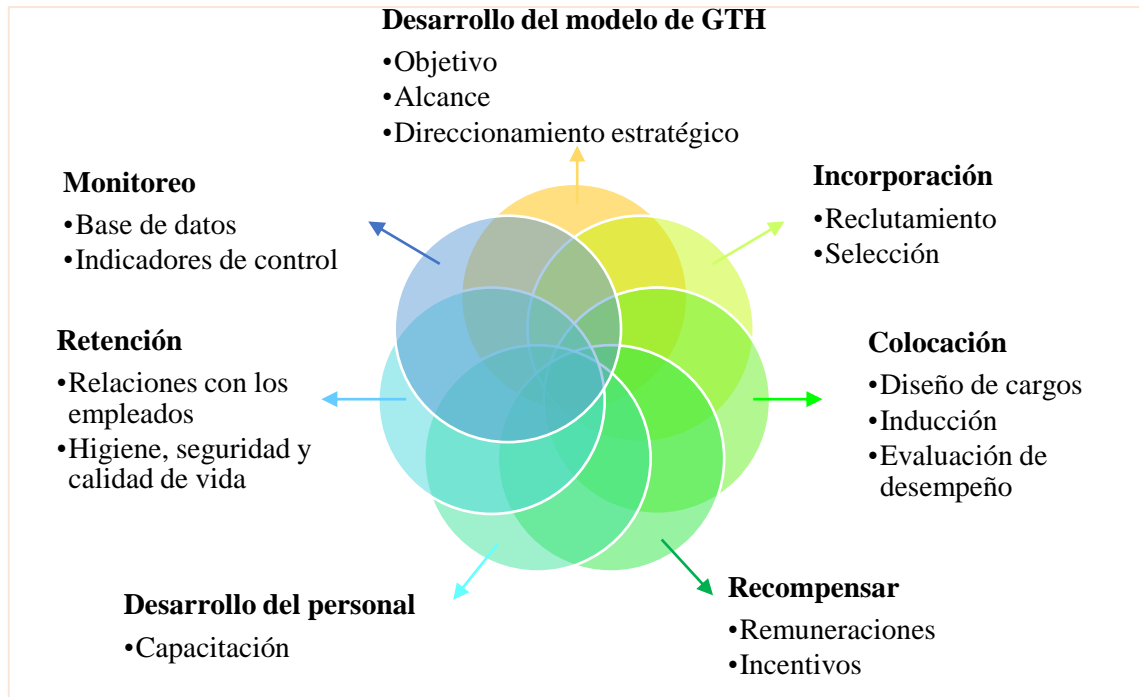 Desarrollo del modelo de GTH
•Objetivo
•Alcance
•Direccionamiento estratégico
Incorporación
•Reclutamiento
•Selección
Colocación
•Diseño de cargos
•Inducción
•Evaluación de
desempeño
Recompensar
•Remuneraciones
•Incentivos
Desarrollo del personal
•Capacitación
Retención
•Relaciones con los
empleados
•Higiene, seguridad y
calidad de vida
Monitoreo
•Base de datos
•Indicadores de control